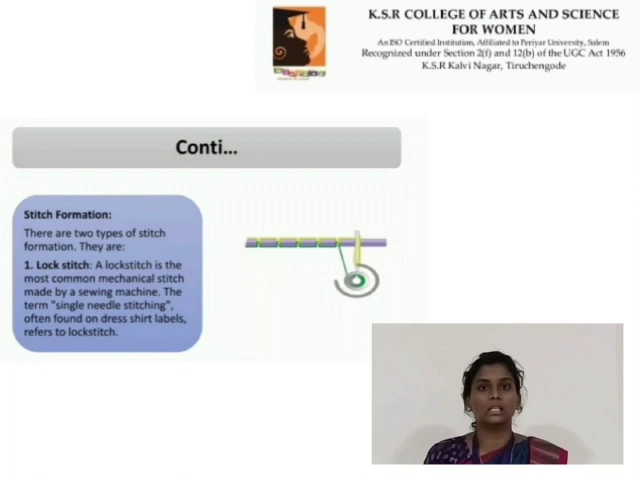 K.S.R COLLEGE OF ARTS AND SCIENCE
FOR WOMEN
An ISO Certified Institution, Affiliated to Periyar University, Salem
Recognized under Section 2(f) and 12(b) of the UGC Act 1956
K.S.R Kalvi Nagar, Tiruchengode
Conti...
Stitch Formation:
There are two types of stitch
formation. They are:
1. Lock stitch: A lockstitch is the
most common mechanical stitch
made by a sewing machine. The
term "single needle stitching",
often found on dress shirt labels,
refers to lockstitch.